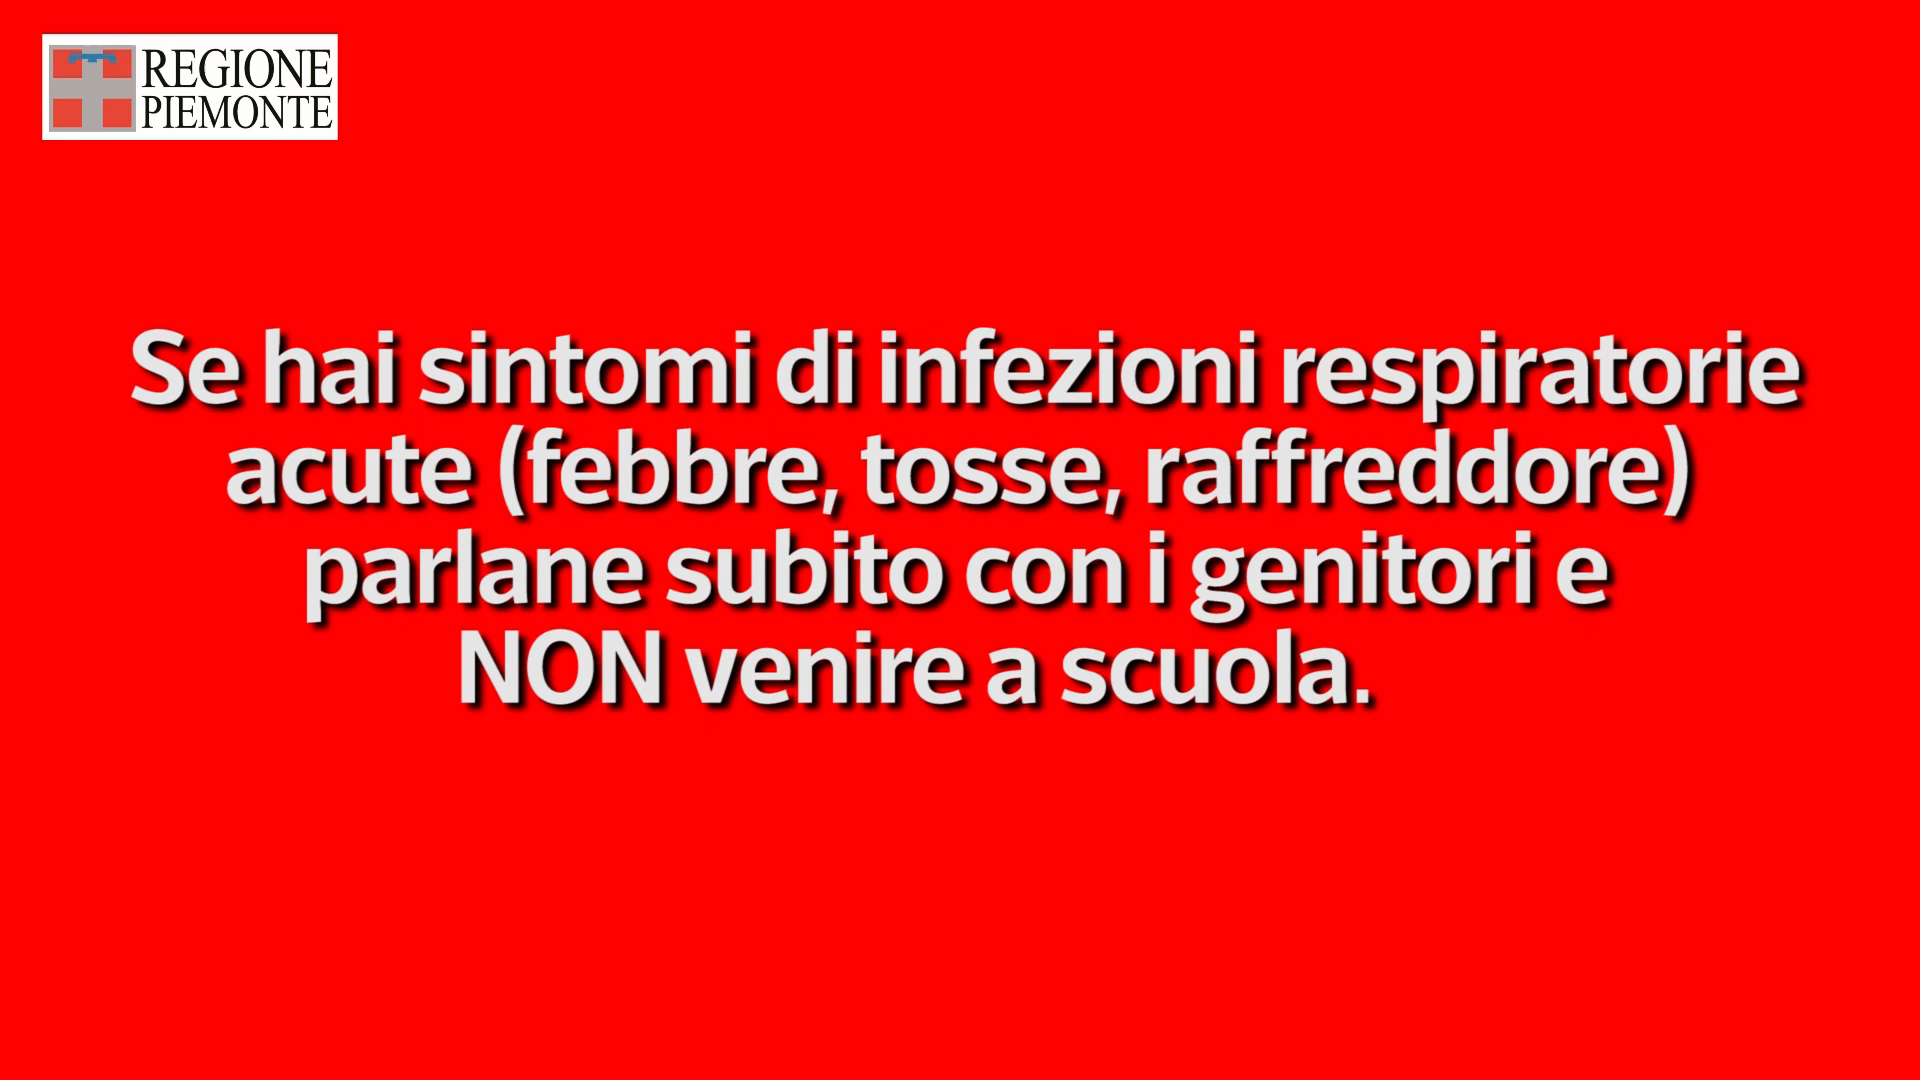 REGIONE
PIEMONTE
Se hai sintomi di infezioni respiratorie
acute (febbre, tosse, raffreddore)
parlane subito con i genitori e
NON venire a scuola.